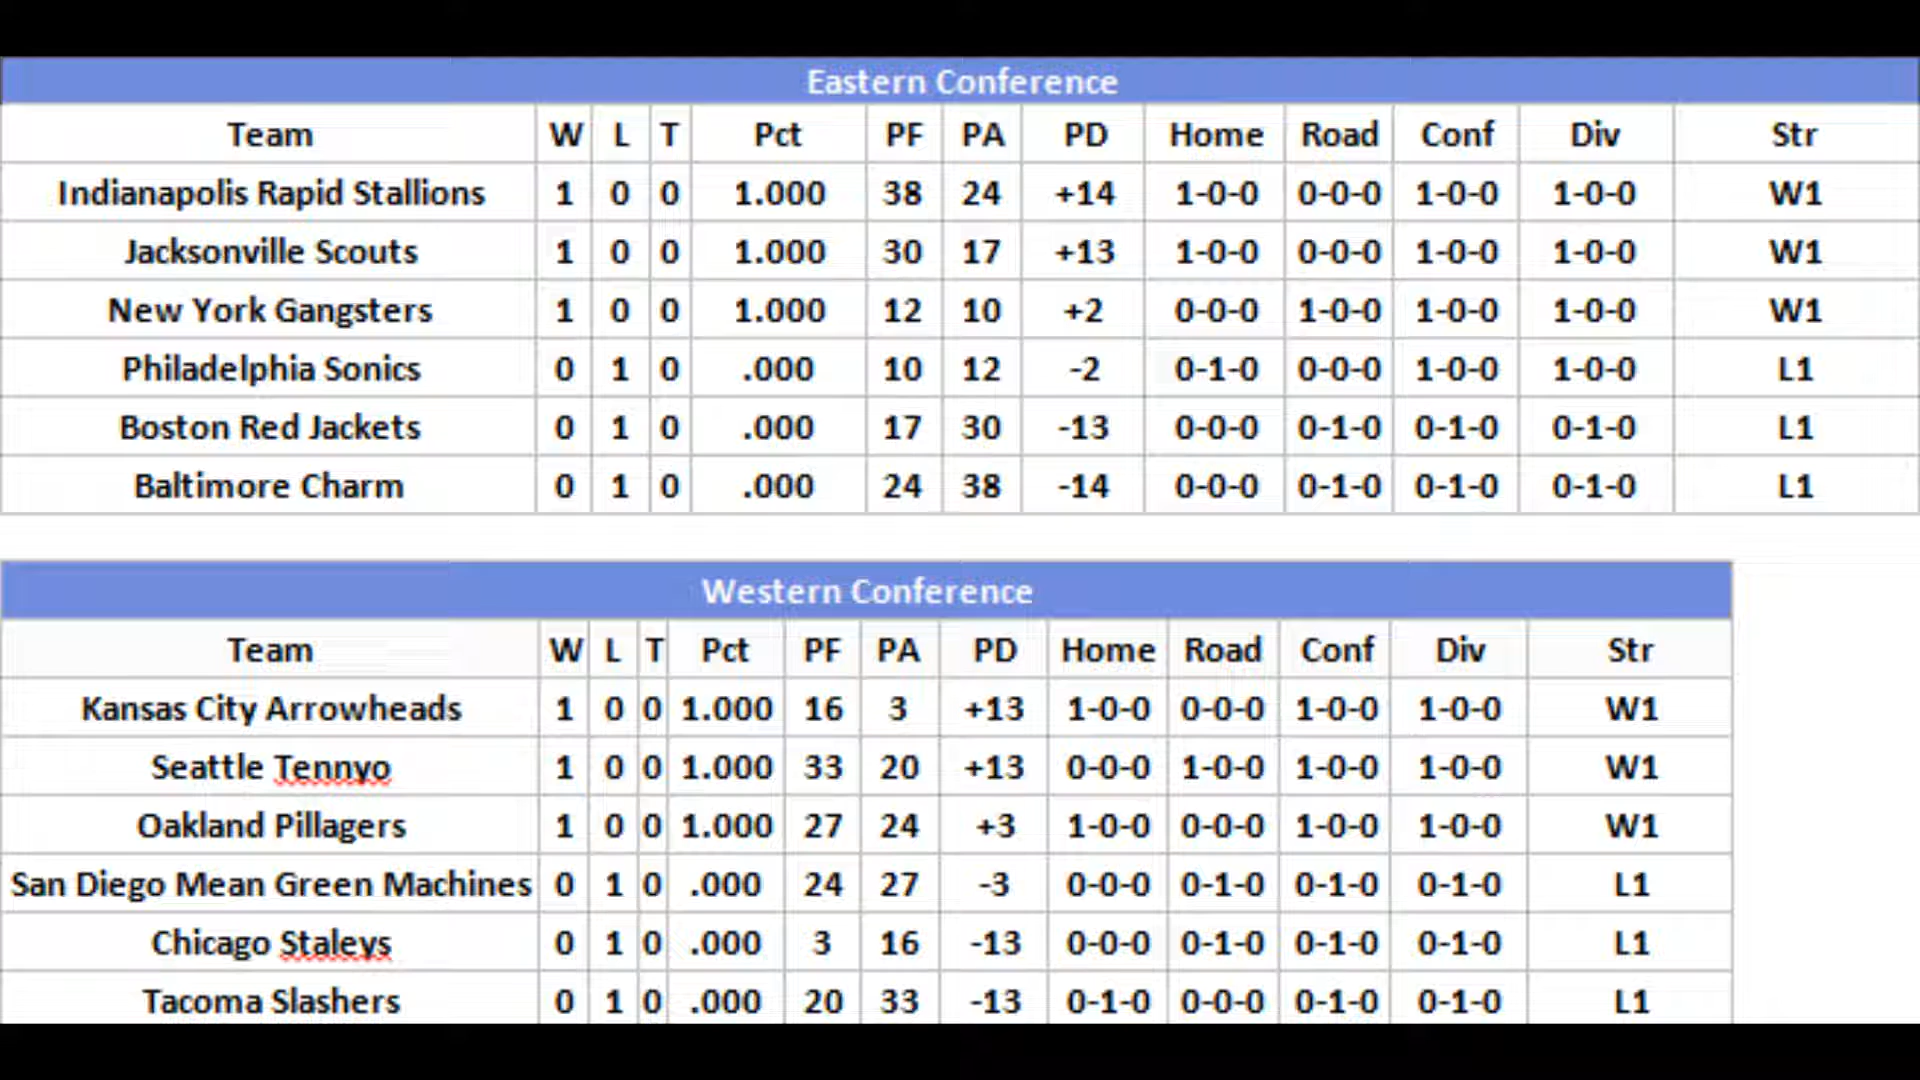 Eastern Conference
Team W L T Pct PF PA PD Home Road Conf Div Str
Indianapolis Rapid Stallions 1 0 0 1.000 38 24 +14 1-0-0 0-0-0 1-0-0 1-0-0 W1
Jacksonville Scouts 1 0 0 1.000 30 17 +13 1-0-0 0-0-0 1-0-0 1-0-0 W1
New York Gangsters 1 0 0 1.000 12 10 +2 0-0-0 1-0-0 1-0-0 1-0-0 W1
Philadelphia Sonics 0 1 0 .000 10 12 -2 0-1-0 0-0-0 1-0-0 1-0-0 L1
Boston Red Jackets 0 1 0 .000 17 30 -13 0-0-0 0-1-0 0-1-0 0-1-0 L1
Baltimore Charm 0 1 0 .000 24 38 -14 0-0-0 0-1-0 0-1-0 0-1-0 L1
Western Conference
Team W L T Pct PF PA PD Home Road Conf Div Str
Kansas City Arrowheads 1 0 0 1.000 16 3 +13 1-0-0 0-0-0 1-0-0 1-0-0 W1
Seattle Tennyo 1 0 0 1.000 33 20 +13 0-0-0 1-0-0 1-0-0 1-0-0 W1
Oakland Pillagers 1 0 0 1.000 27 24 +3 1-0-0 0-0-0 1-0-0 1-0-0 W1
San Diego Mean Green Machines 0 1 0 .000 24 27 -3 0-0-0 0-1-0 0-1-0 0-1-0 L1
Chicago Staleys 0 1 0 .000 3 16 -13 0-0-0 0-1-0 0-1-0 0-1-0 L1
Tacoma Slashers 0 1 0 .000 20 33 -13 0-1-0 0-0-0 0-1-0 0-1-0 L1